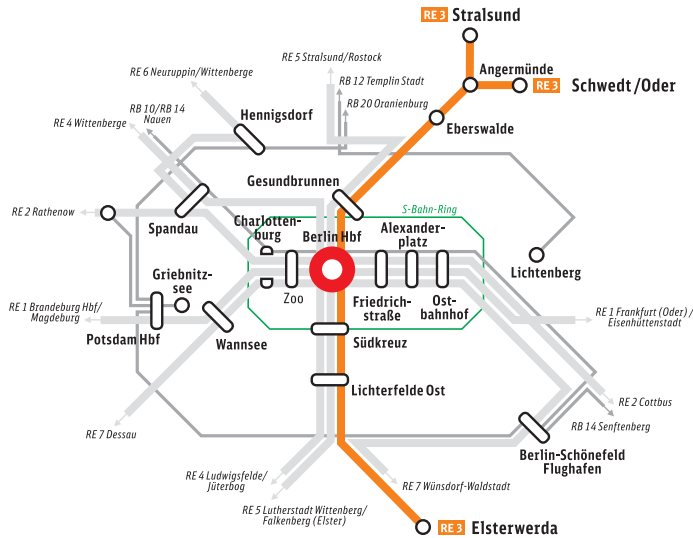 RE 3 Stralsund
RE 5 Stralsund/Rostock
Angermünde
RE 6 Neuruppin/Wittenberge
RB 12 Templin Stadt
RE 3 Schwedt/Oder
RB 10/RB 14
Nauen
RB 20 Oranienburg
Hennigsdorf
RE 4 Wittenberge
Eberswalde
Gesundbrunnen
RE 2 Rathenow
S-Bahn-Ring
Spandau
Charlotten-
burg
Berlin Hbf
Alexander-
platz
Lichtenberg
Griebnitz-
see
Zoo
Friedrich-
straße
Ost-
bahnhof
RE 1 Brandeburg Hbf/
Magdeburg
RE 1 Frankfurt (Oder) /
Eisenhüttenstadt
Potsdam Hbf
Wannsee
Südkreuz
Lichterfelde Ost
RE 2 Cottbus
RB 14 Senftenberg
RE 7 Dessau
Berlin-Schönefeld
Flughafen
RE 4 Ludwigsfelde/
Jüterbog
RE 7 Wünsdorf-Waldstadt
RE 5 Lutherstadt Wittenberg/
Falkenberg (Elster)
RE 3 Elsterwerda